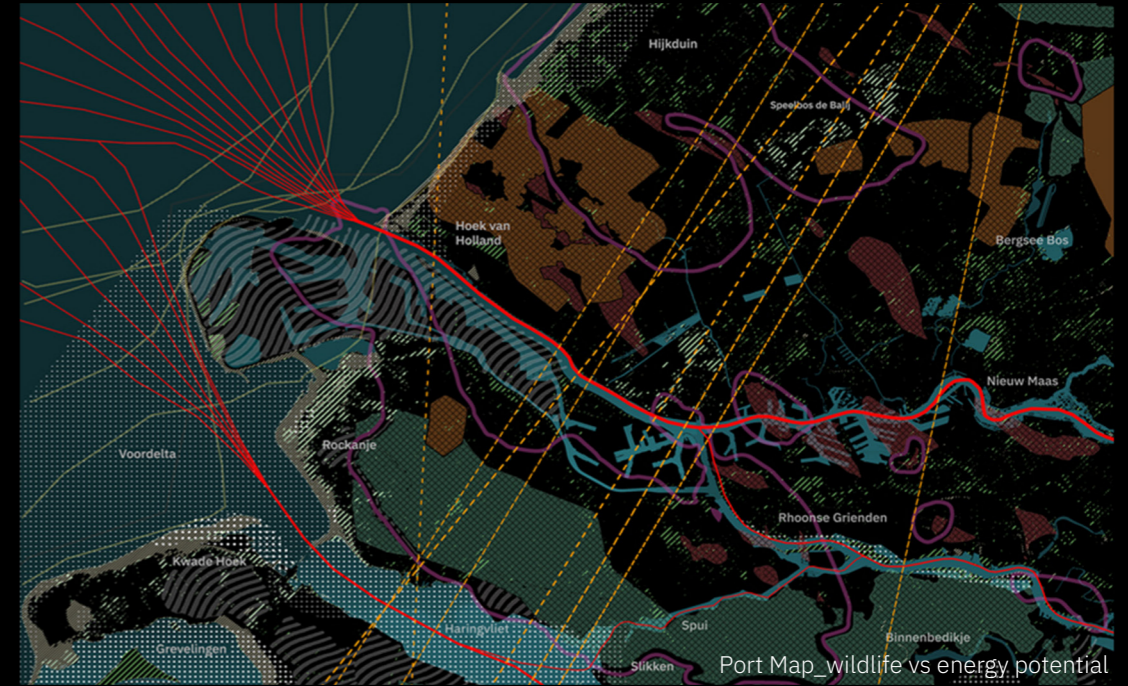 Hijkduin
Speelbos de Balij
Hoek van
Holland
Bergsee Bos
Nieuw Maas
Rockanje
Voordelta
Rhoonse Grienden
Kwade Hoek
Haringvliet
Spui
Binnenbedikje
Grevelingen
Slikken
Port Map_wildlife vs energy potential